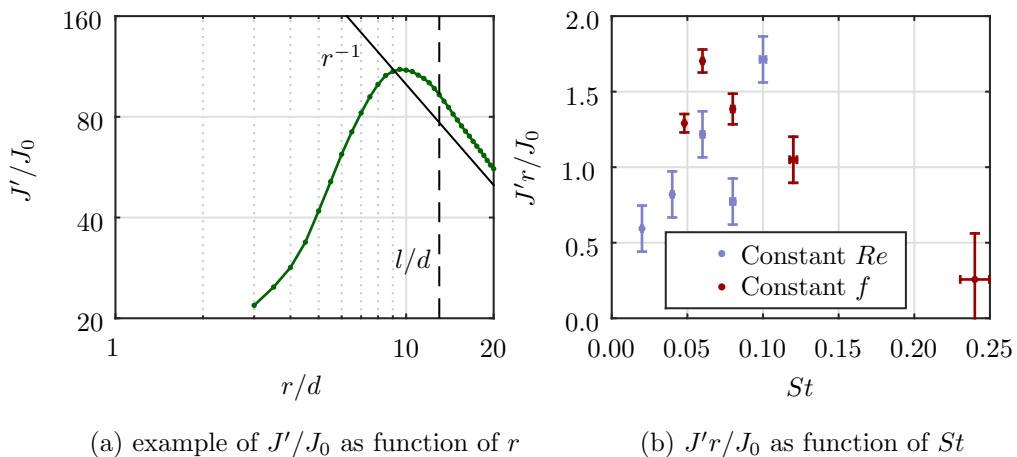 160
80
40
20
1
10
20
J′/J₀
r/d
r⁻¹
l/d
(a) example of J′/J₀ as function of r
2.0
1.5
1.0
0.5
0.0
0.00
0.05
0.10
0.15
0.20
0.25
J′r/J₀
St
Constant Re
Constant f
(b) J′r/J₀ as function of St